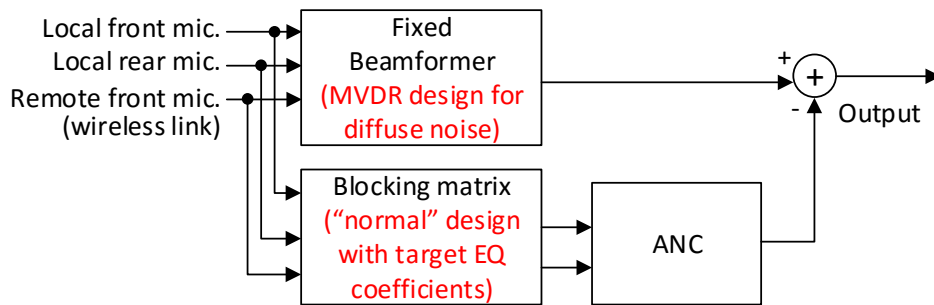 Local front mic.
Local rear mic.
Remote front mic.
(wireless link)
Fixed
Beamformer
(MVDR design for
diffuse noise)
+
+
-
Output
Blocking matrix
(“normal” design
with target EQ
coefficients)
ANC